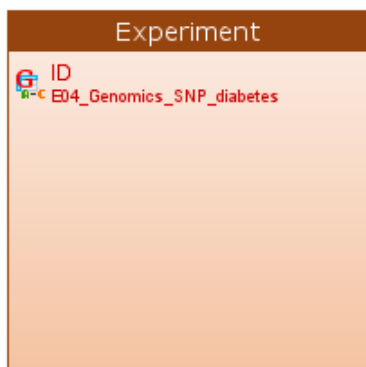 Experiment
ID
E04_Genomics_SNP_diabetes
G
A-C